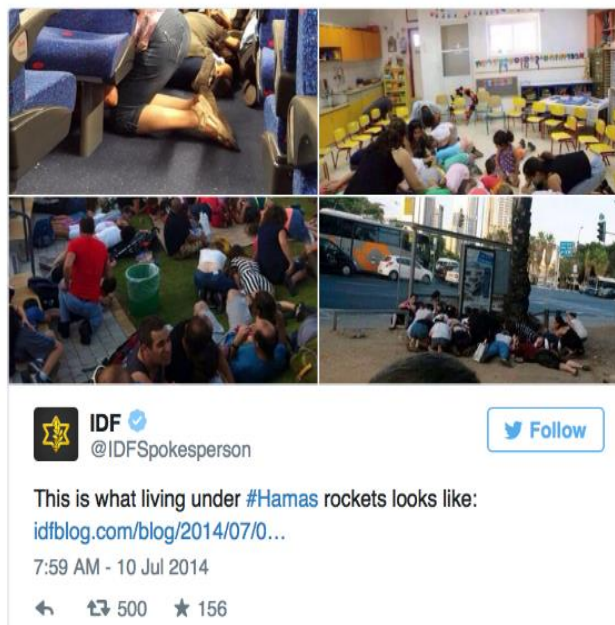 IDF
Follow
@IDFSpokesperson
This is what living under #Hamas rockets looks like:
idfblog.com/blog/2014/07/0...
7:59 AM - 10 Jul 2014
500
156